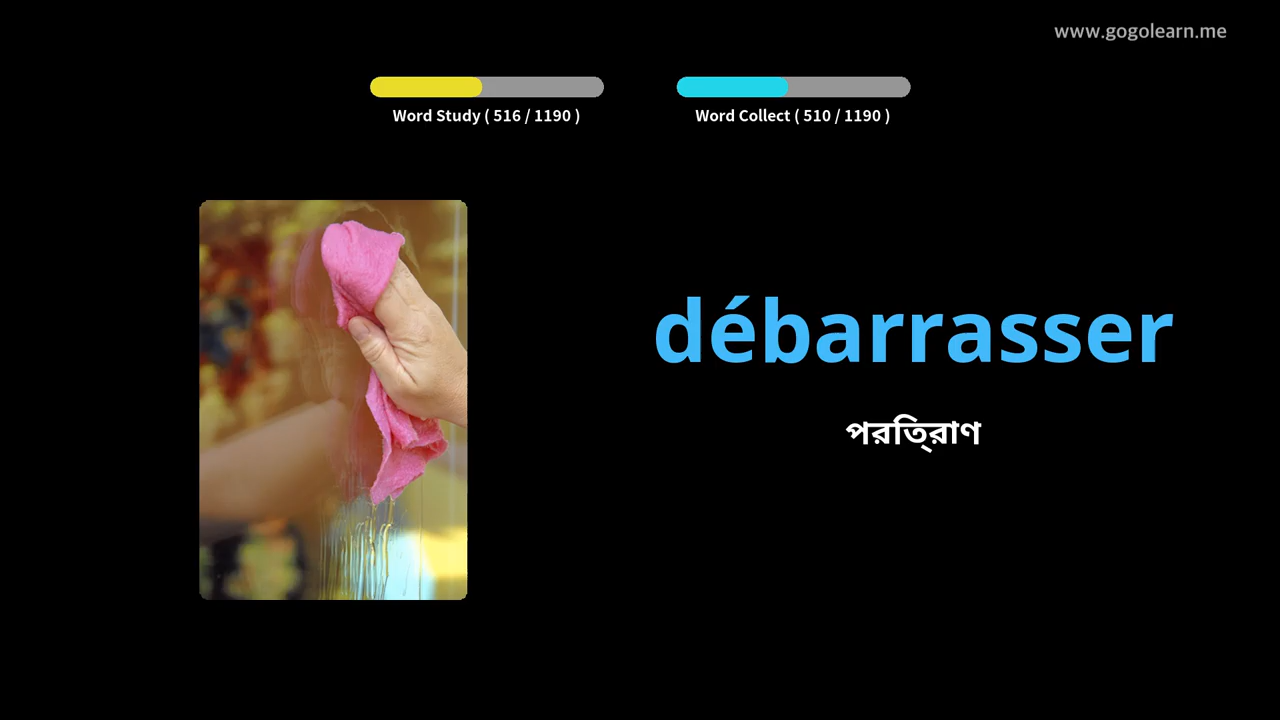 www.gogolearn.me
Word Study ( 516 / 1190 )
Word Collect ( 510 / 1190 )
débarrasser
পরিত্রাণ